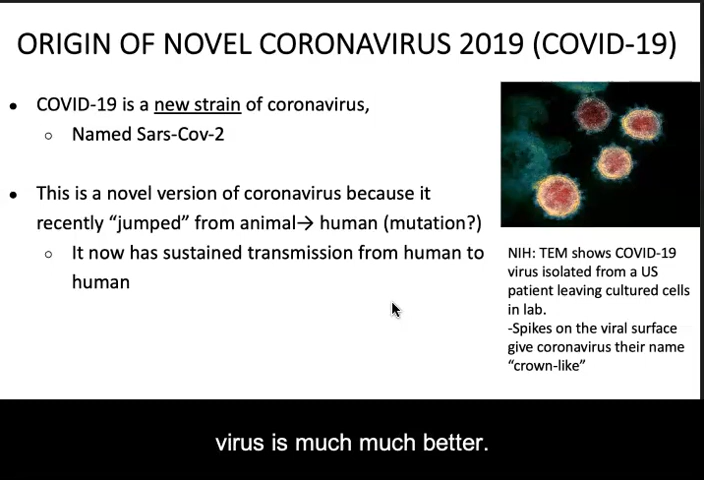 ORIGIN OF NOVEL CORONAVIRUS 2019 (COVID-19)
• COVID-19 is a new strain of coronavirus,
○ Named Sars-Cov-2
• This is a novel version of coronavirus because it
recently “jumped” from animal→ human (mutation?)
○ It now has sustained transmission from human to
human
NIH: TEM shows COVID-19
virus isolated from a US
patient leaving cultured cells
in lab.
-Spikes on the viral surface
give coronavirus their name
“crown-like”
virus is much much better.